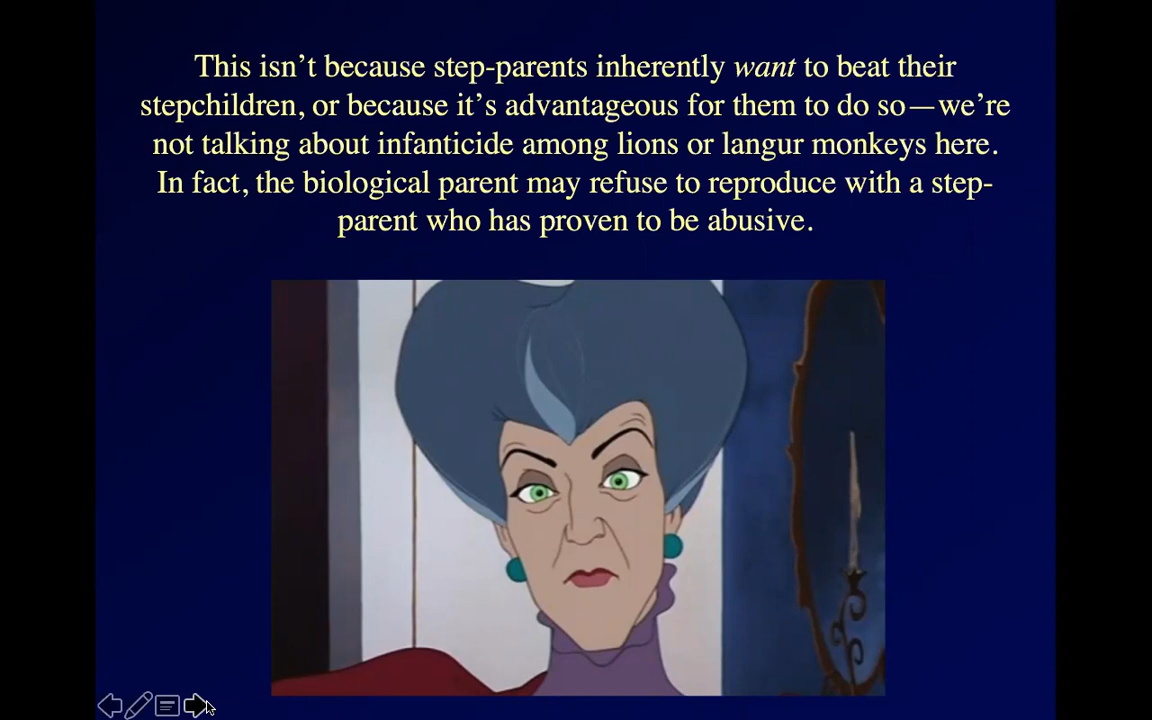 This isn’t because step-parents inherently want to beat their
stepchildren, or because it’s advantageous for them to do so—we’re
not talking about infanticide among lions or langur monkeys here.
In fact, the biological parent may refuse to reproduce with a step-
parent who has proven to be abusive.